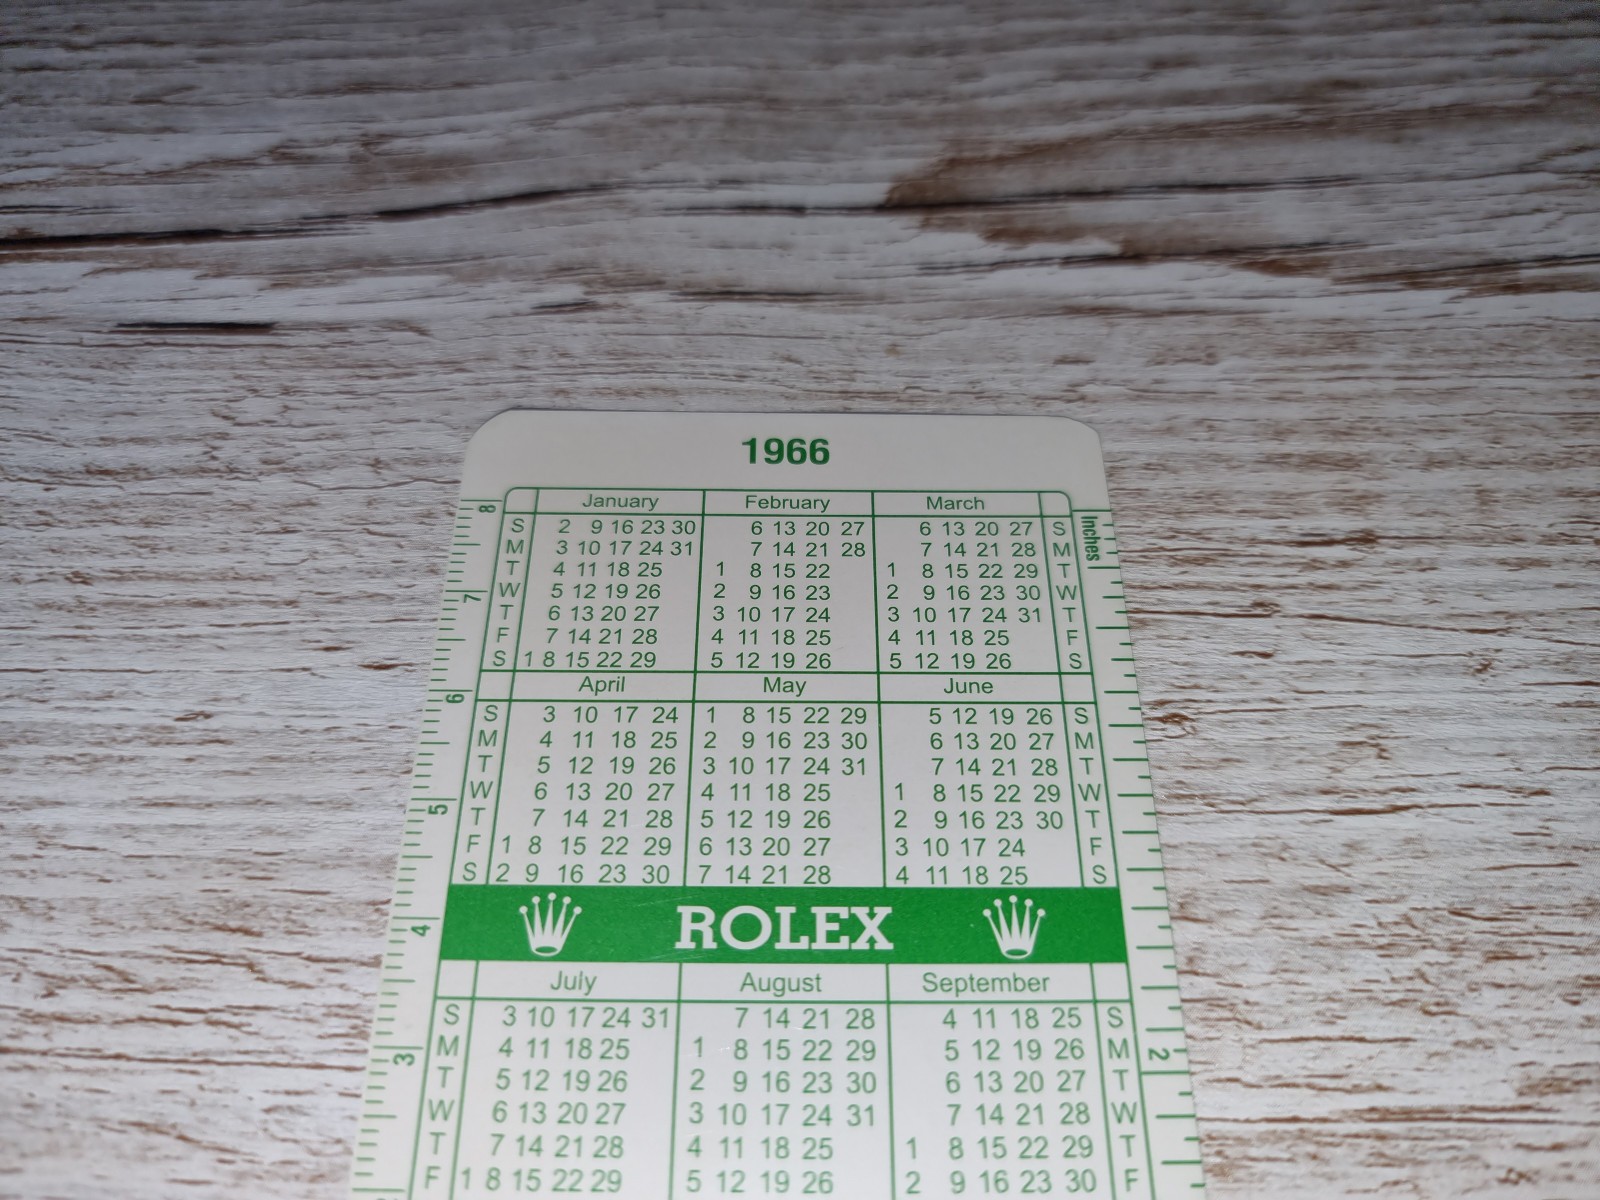 1966
January February March
8 Inches
S 2 9 16 23 30 6 13 20 27 6 13 20 27 S
M 3 10 17 24 31 7 14 21 28 7 14 21 28 M
T 4 11 18 25 1 8 15 22 1 8 15 22 29 T
W 5 12 19 26 2 9 16 23 2 9 16 23 30 W
7
T 6 13 20 27 3 10 17 24 3 10 17 24 31 T
F 7 14 21 28 4 11 18 25 4 11 18 25 F
S 1 8 15 22 29 5 12 19 26 5 12 19 26 S
April May June
6
S 3 10 17 24 1 8 15 22 29 5 12 19 26 S
M 4 11 18 25 2 9 16 23 30 6 13 20 27 M
T 5 12 19 26 3 10 17 24 31 7 14 21 28 T
W 6 13 20 27 4 11 18 25 1 8 15 22 29 W
5
T 7 14 21 28 5 12 19 26 2 9 16 23 30 T
F 1 8 15 22 29 6 13 20 27 3 10 17 24 F
S 2 9 16 23 30 7 14 21 28 4 11 18 25 S
4
ROLEX
July August September
S 3 10 17 24 31 7 14 21 28 4 11 18 25 S
3 M 4 11 18 25 1 8 15 22 29 5 12 19 26 M 2
T 5 12 19 26 2 9 16 23 30 6 13 20 27 T
W 6 13 20 27 3 10 17 24 31 7 14 21 28 W
T 7 14 21 28 4 11 18 25 1 8 15 22 29 T
F 1 8 15 22 29 5 12 19 26 2 9 16 23 30 F